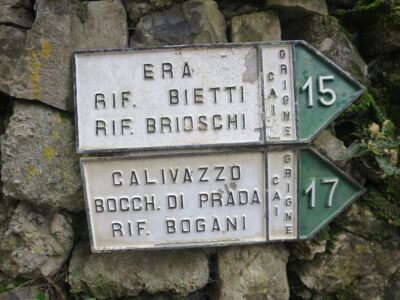 ERA
RIF. BIETTI
RIF. BRIOSCHI
CAI
GRIGNE
15
CALIVAZZO
BOCCH. DI PRADA
RIF. BOGANI
CAI
GRIGNE
17